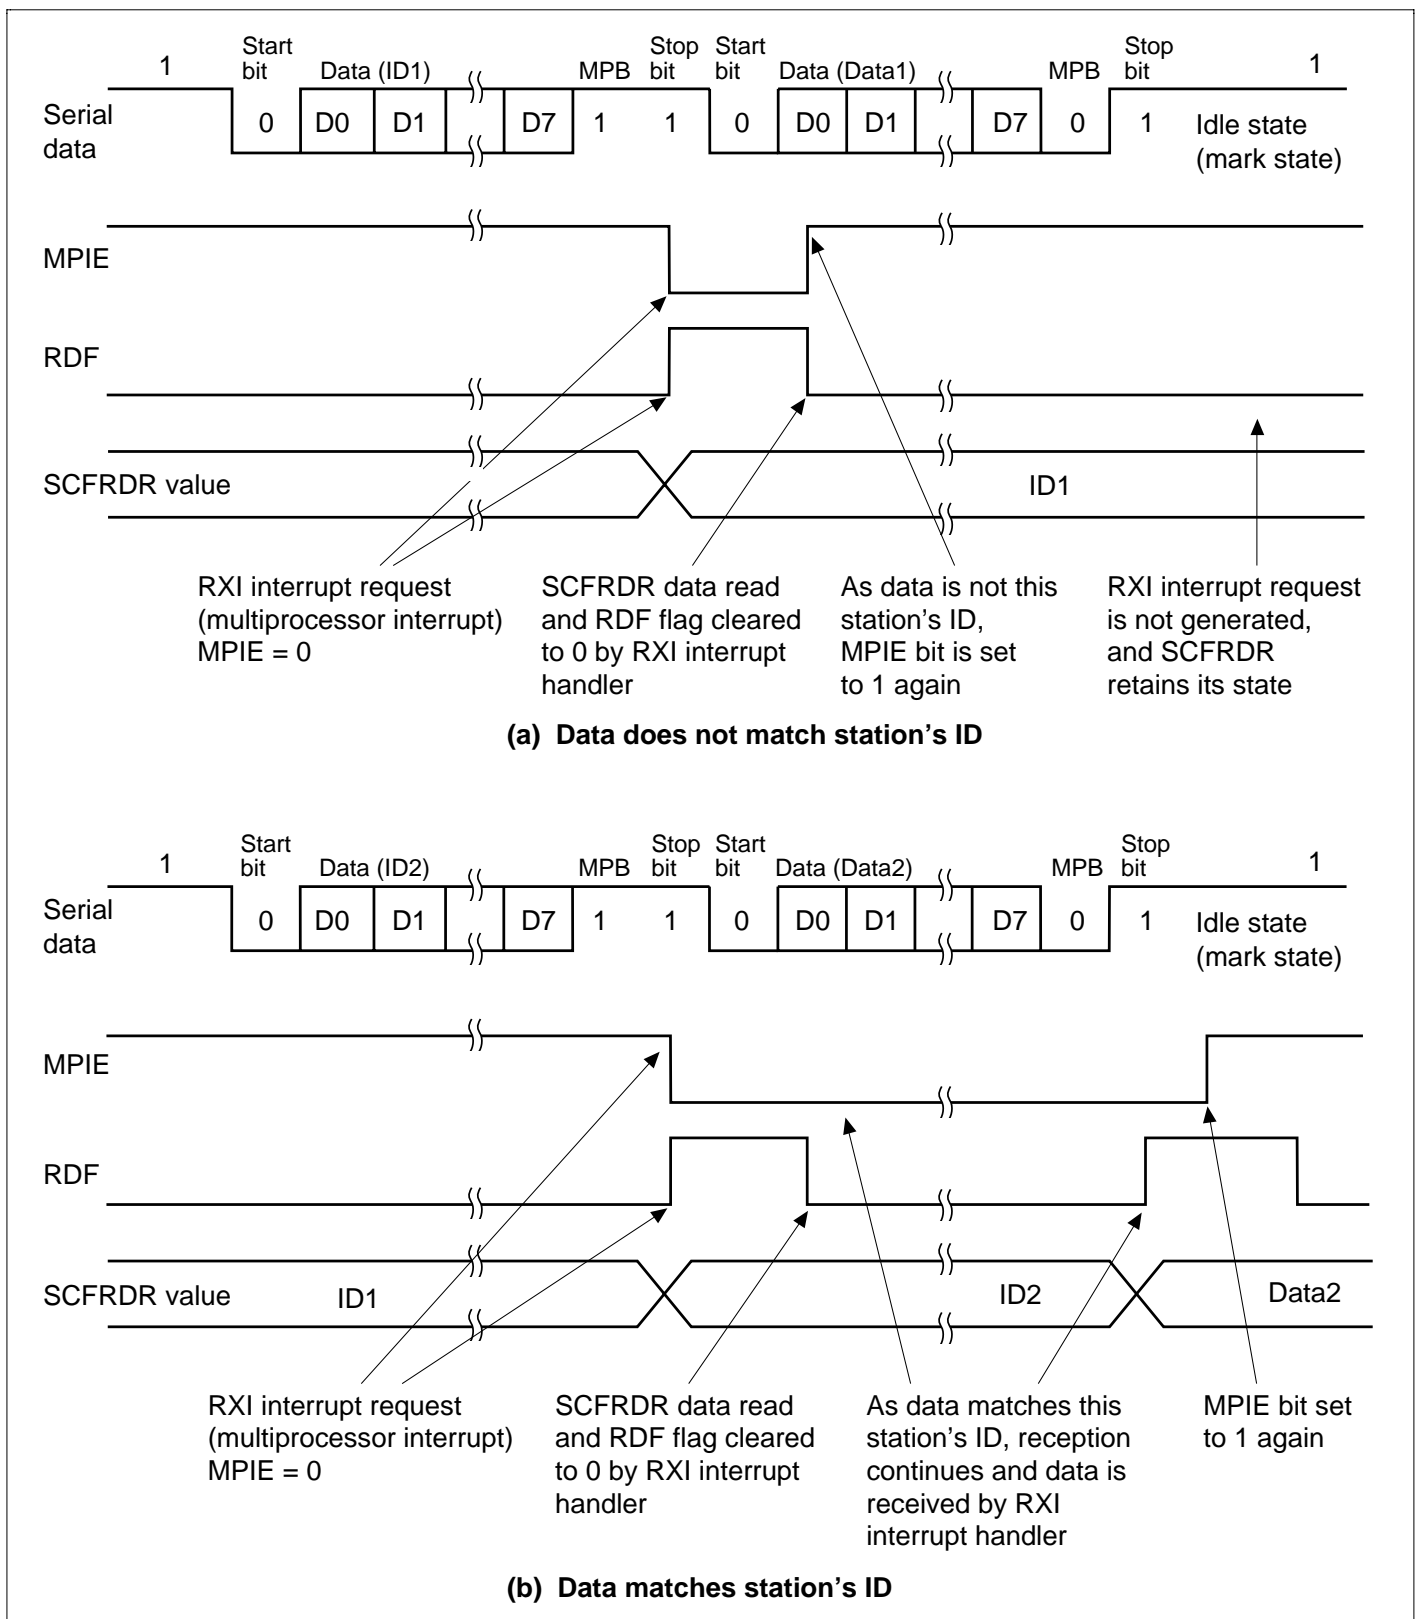 1 Start bit Data (ID1) MPB Stop bit Start bit Data (Data1) MPB Stop bit 1
Serial data 0 D0 D1 D7 1 1 0 D0 D1 D7 0 1 Idle state (mark state)
MPIE
RDF
SCFRDR value ID1
RXI interrupt request
(multiprocessor interrupt)
MPIE = 0
SCFRDR data read
and RDF flag cleared
to 0 by RXI interrupt
handler
As data is not this
station's ID,
MPIE bit is set
to 1 again
RXI interrupt request
is not generated,
and SCFRDR
retains its state
(a) Data does not match station's ID
1 Start bit Data (ID2) MPB Stop bit Start bit Data (Data2) MPB Stop bit 1
Serial data 0 D0 D1 D7 1 1 0 D0 D1 D7 0 1 Idle state (mark state)
MPIE
RDF
SCFRDR value ID1 ID2 Data2
RXI interrupt request
(multiprocessor interrupt)
MPIE = 0
SCFRDR data read
and RDF flag cleared
to 0 by RXI interrupt
handler
As data matches this
station's ID, reception
continues and data is
received by RXI
interrupt handler
MPIE bit set
to 1 again
(b) Data matches station's ID